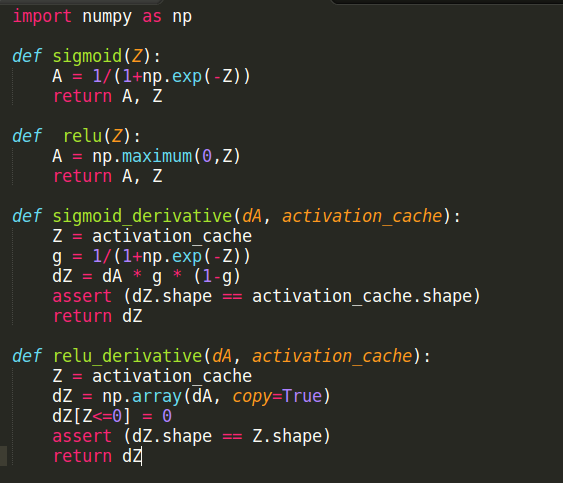 import numpy as np
def sigmoid(Z):
    A = 1/(1+np.exp(-Z))
    return A, Z
def  relu(Z):
    A = np.maximum(0,Z)
    return A, Z
def sigmoid_derivative(dA, activation_cache):
    Z = activation_cache
    g = 1/(1+np.exp(-Z))
    dZ = dA * g * (1-g)
    assert (dZ.shape == activation_cache.shape)
    return dZ
def relu_derivative(dA, activation_cache):
    Z = activation_cache
    dZ = np.array(dA, copy=True)
    dZ[Z<=0] = 0
    assert (dZ.shape == Z.shape)
    return dZ